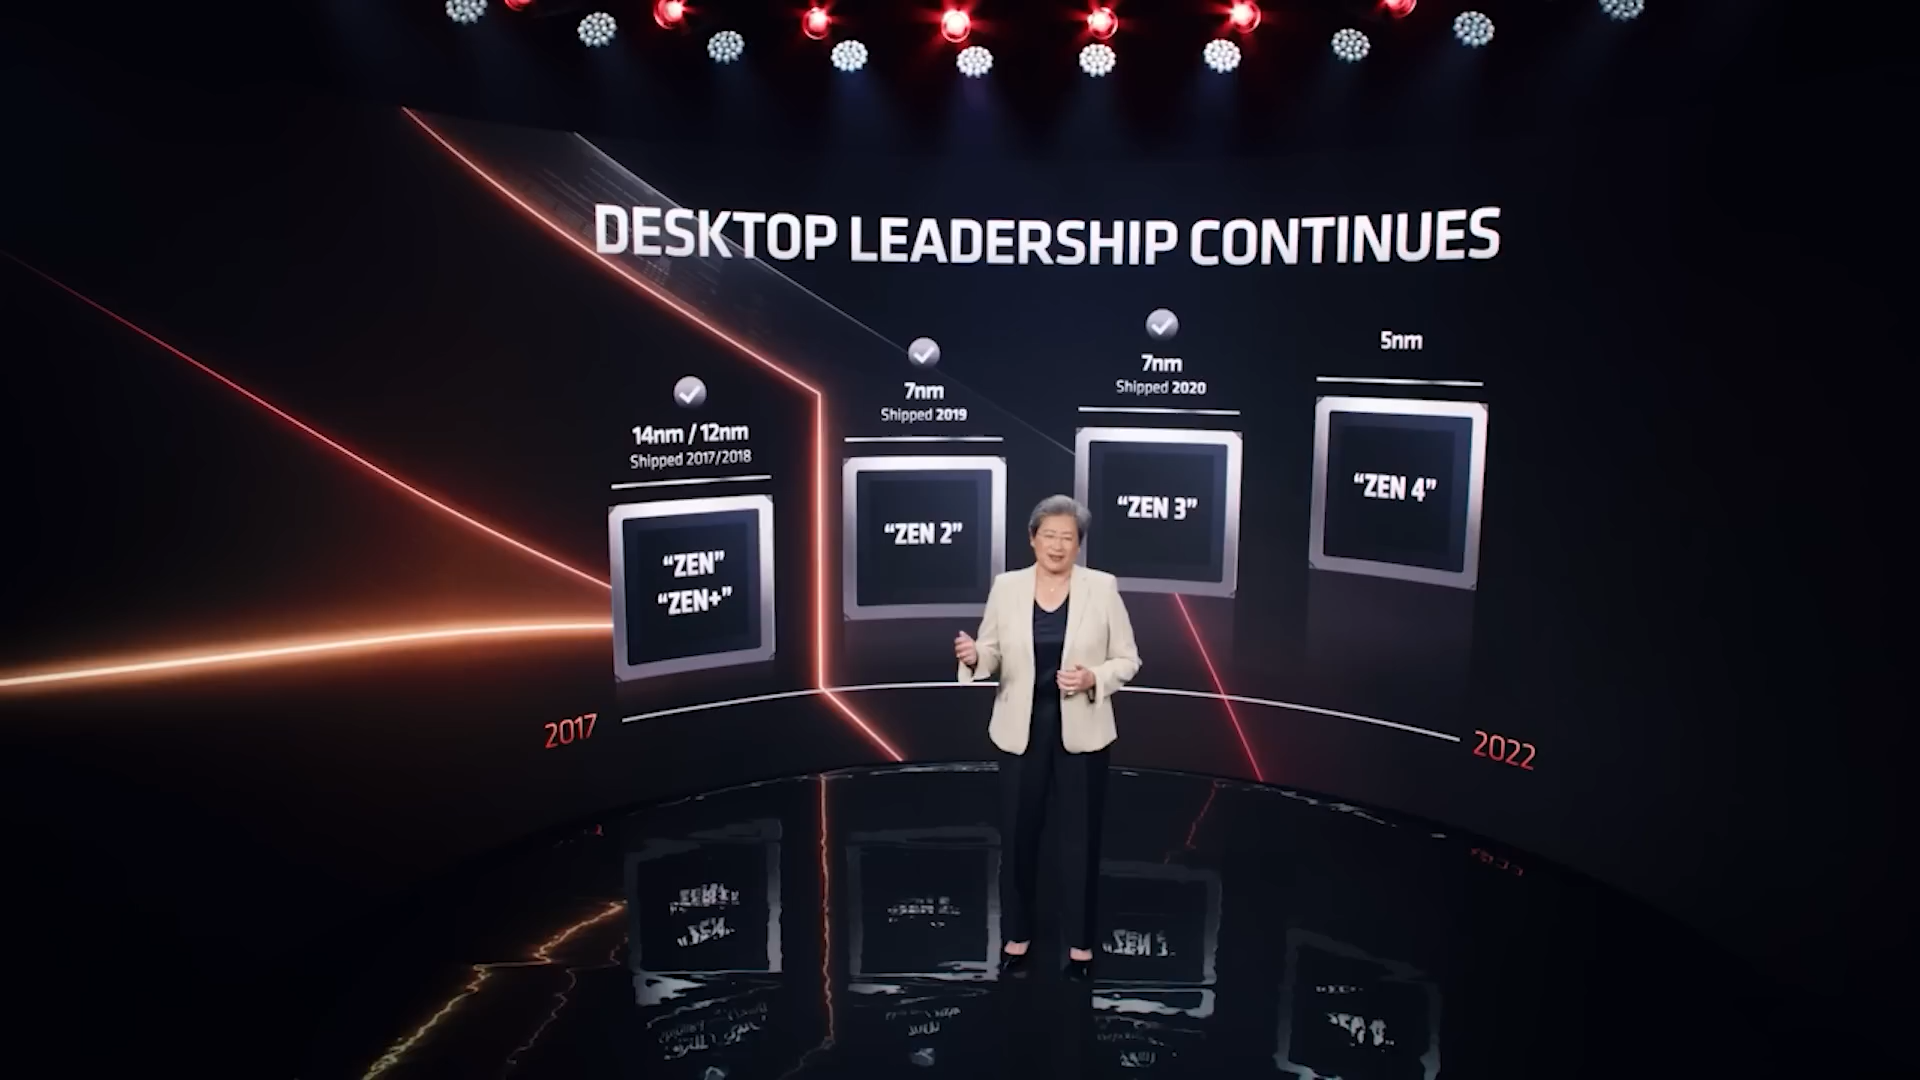 DESKTOP LEADERSHIP CONTINUES
14nm / 12nm
Shipped 2017/2018
“ZEN”
“ZEN+”
7nm
Shipped 2019
“ZEN 2”
7nm
Shipped 2020
“ZEN 3”
5nm
“ZEN 4”
2017
2022